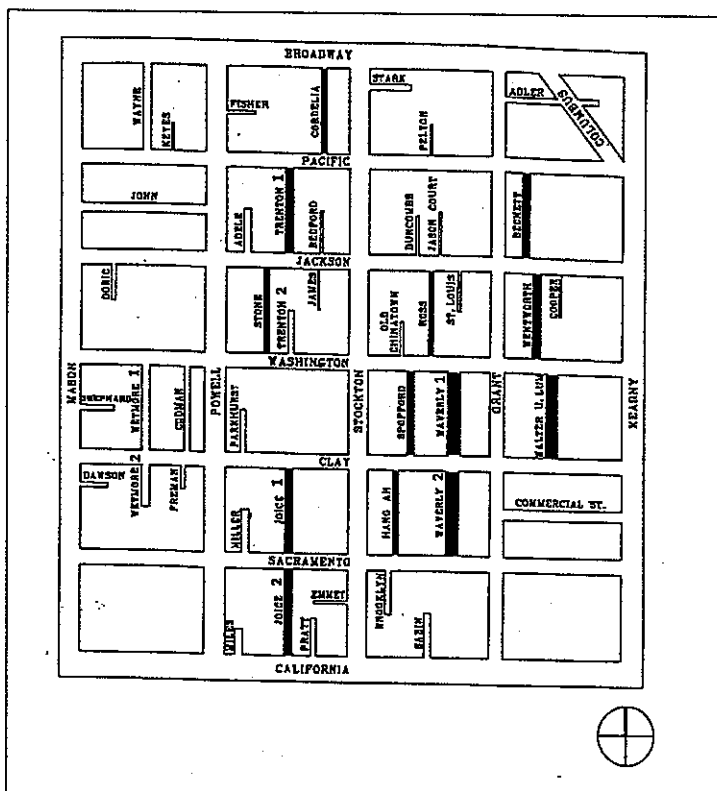 BROADWAY
WAYNE
KEYES
FISHER
CORDELIA
STARK
PELTON
ADLER
COLUMBUS
PACIFIC
JOHN
ADELE
TRENTON 1
BEDFORD
DUNCOMBE
JASON COURT
BECKETT
JACKSON
DORIC
STONE
TRENTON 2
JAMES
OLD
CHINATOWN
ROSS
ST. LOUIS
WENTWORTH
COOPER
WASHINGTON
MASON
SHEPHARD
WETMORE 1
CODMAN
POWELL
PARKHURST
STOCKTON
SPOFFORD
WAVERLY 1
GRANT
WALTER U. LUM
KEARNY
CLAY
DAWSON
WETMORE 2
FREMAN
MILLER
JOICE 1
HANG AH
WAVERLY 2
COMMERCIAL ST.
SACRAMENTO
MILES
JOICE 2
PRATT
EMMET
BROOKLYN
SABIN
CALIFORNIA